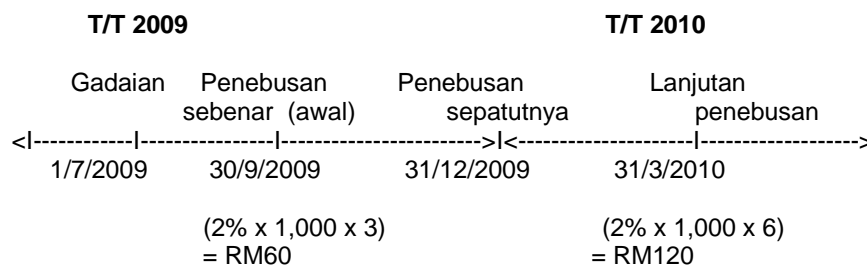 T/T 2009 T/T 2010
Gadaian Penebusan Penebusan Lanjutan
sebenar (awal) sepatutnya penebusan
<I------------I----------------I------------------------>I<--------------------I------------------>
1/7/2009 30/9/2009 31/12/2009 31/3/2010
(2% x 1,000 x 3) (2% x 1,000 x 6)
= RM60 = RM120